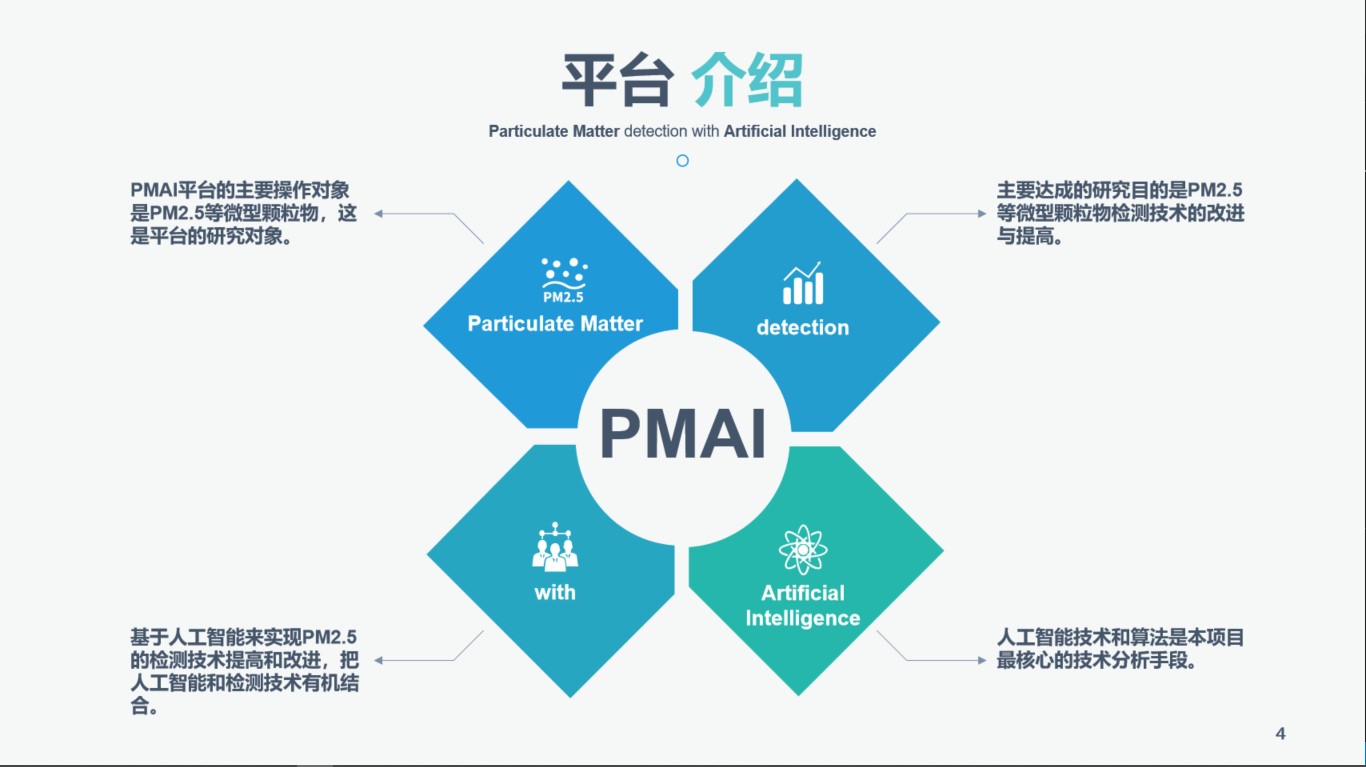 平台 介绍
Particulate Matter detection with Artificial Intelligence
PMAI平台的主要操作对象
是PM2.5等微型颗粒物，这
是平台的研究对象。
主要达成的研究目的是PM2.5
等微型颗粒物检测技术的改进
与提高。
PM2.5
Particulate Matter
detection
PMAI
with
Artificial
Intelligence
基于人工智能来实现PM2.5
的检测技术提高和改进，把
人工智能和检测技术有机结
合。
人工智能技术和算法是本项目
最核心的技术分析手段。
4